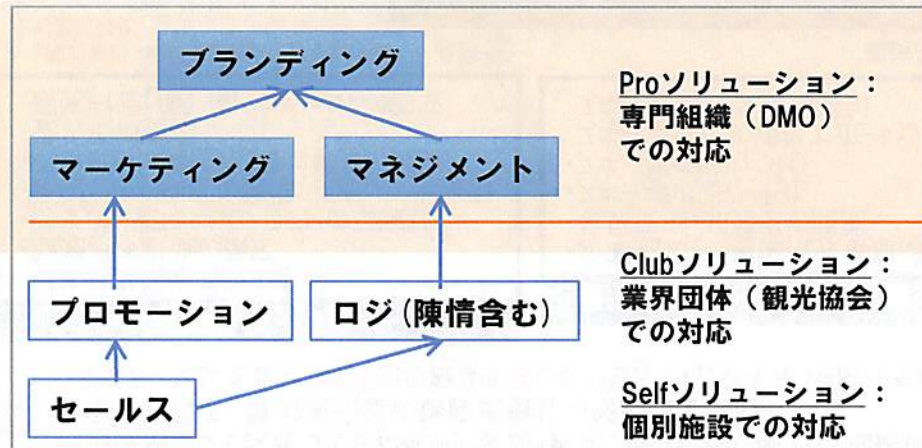 ブランディング
マーケティング
マネジメント
プロモーション
ロジ(陳情含む)
セールス
Proソリューション：
専門組織（DMO）
での対応
Clubソリューション：
業界団体（観光協会）
での対応
Selfソリューション：
個別施設での対応